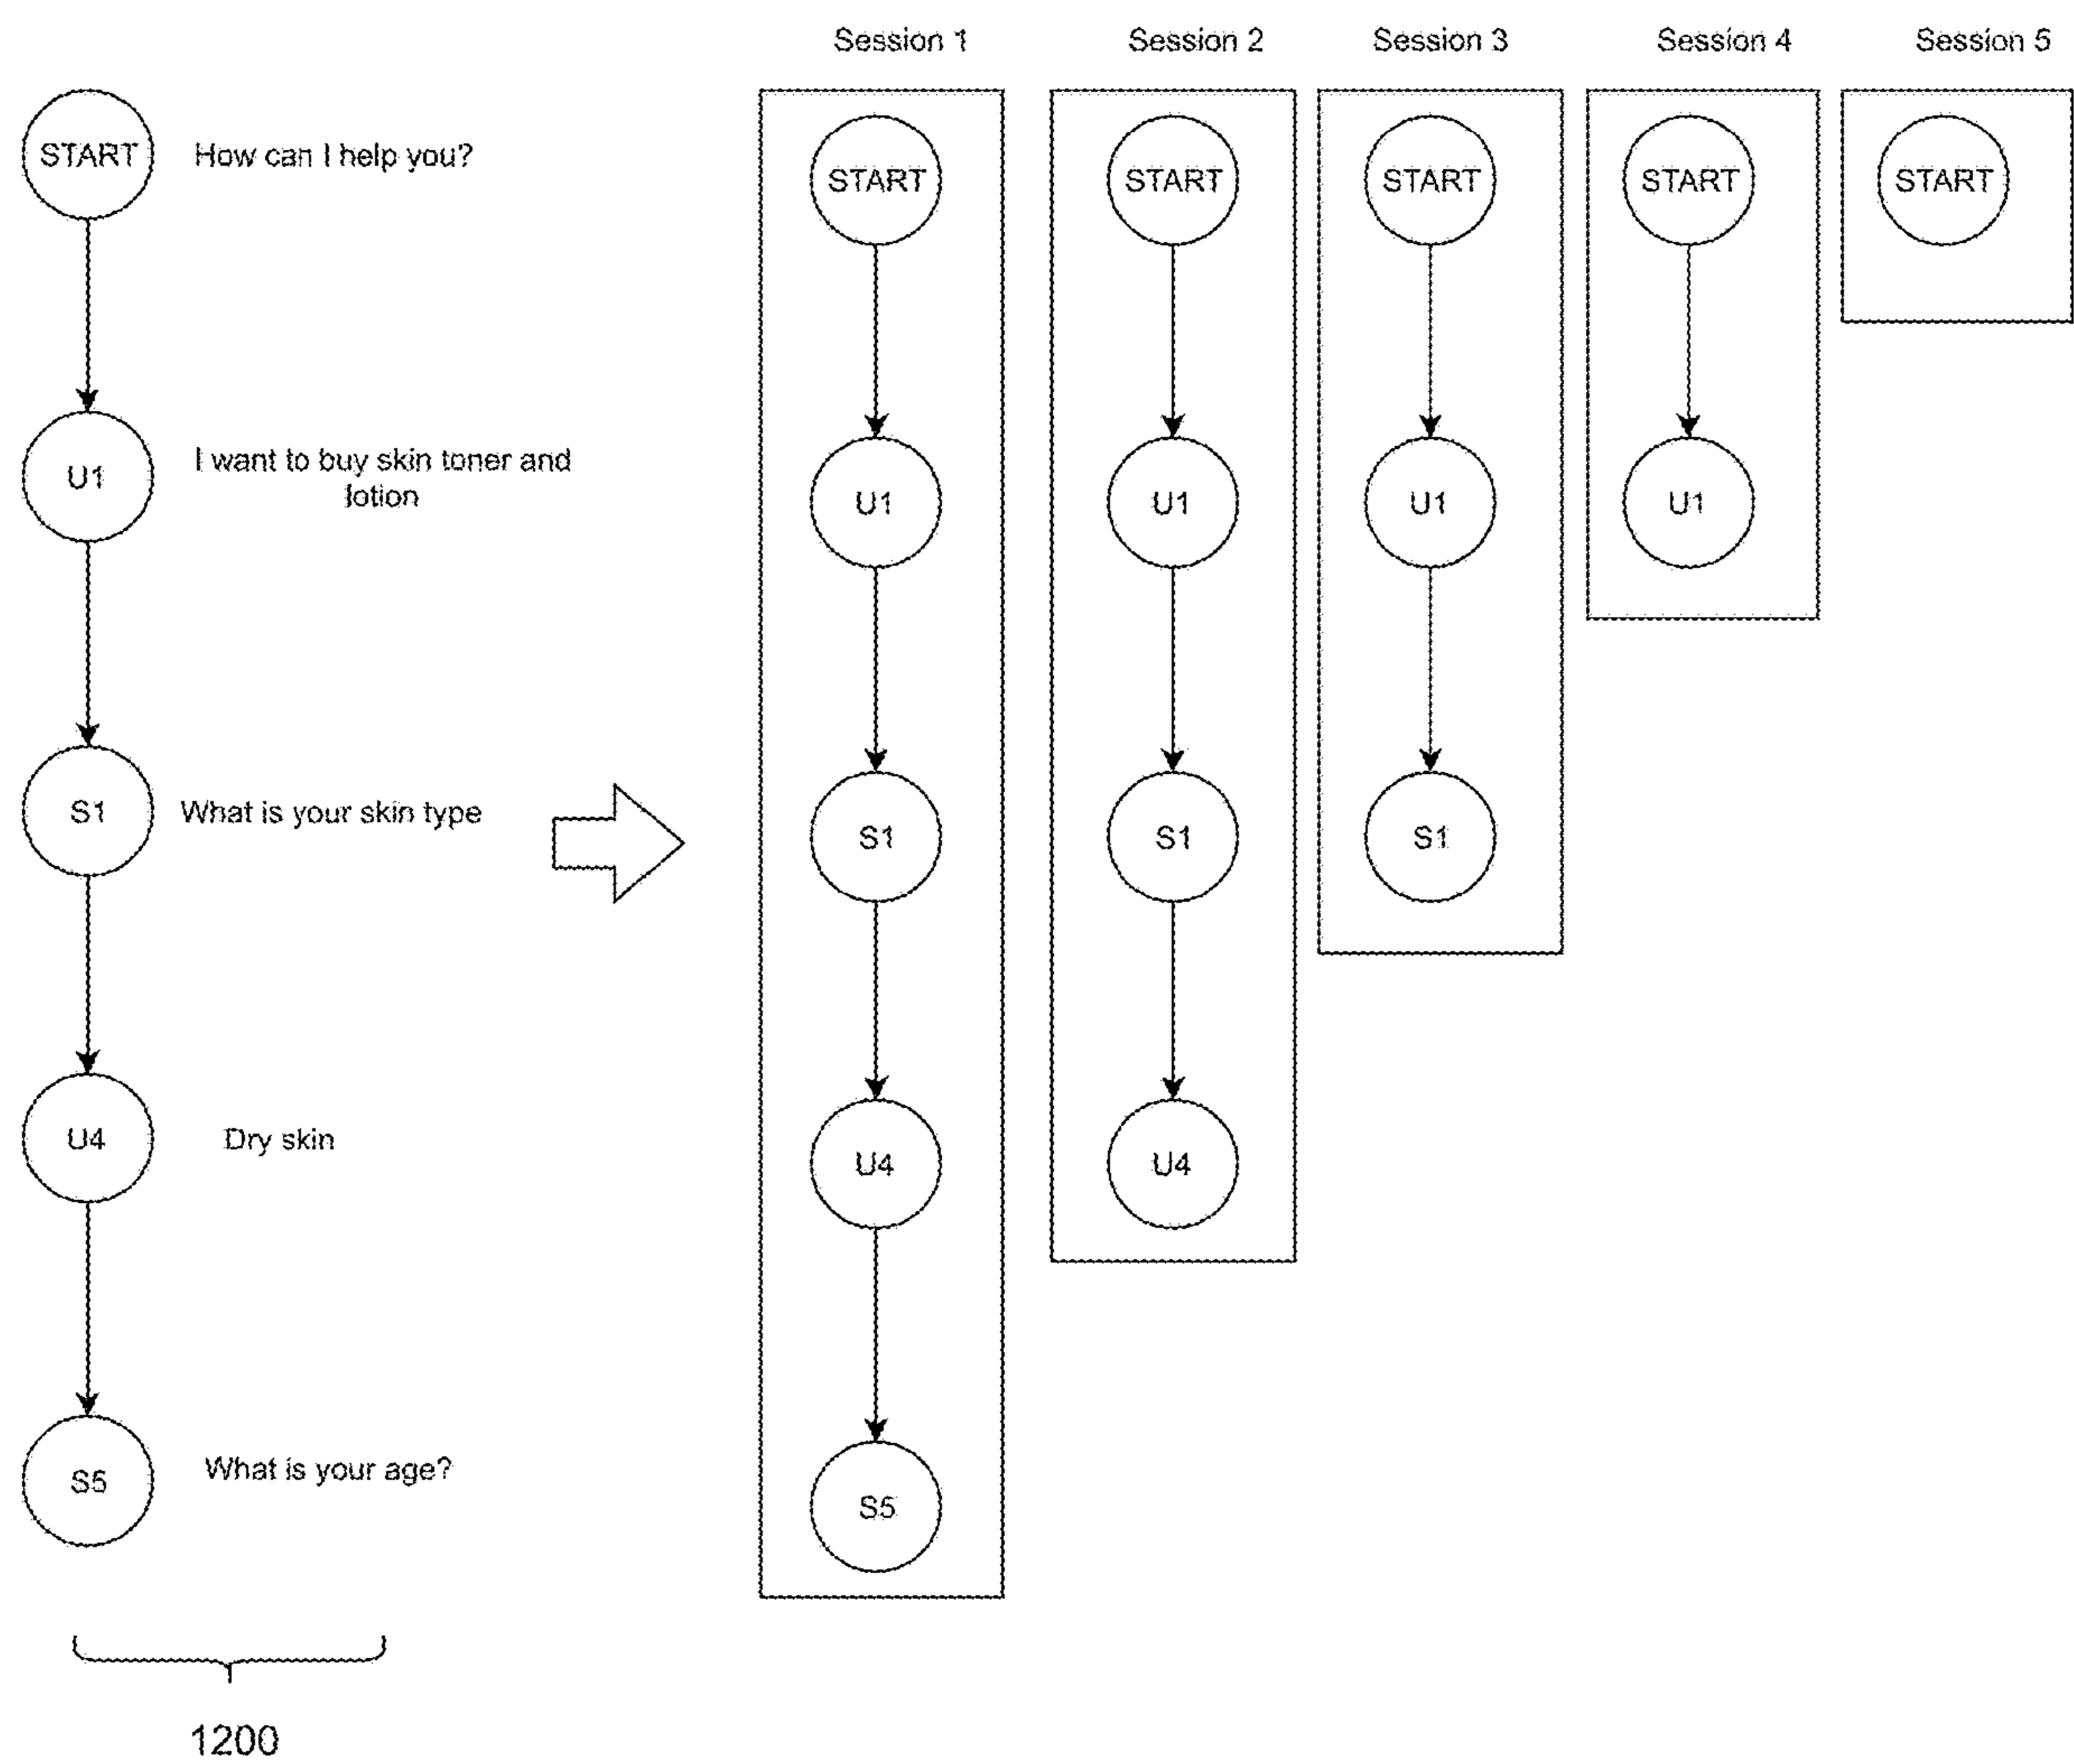 Session 1
Session 2
Session 3
Session 4
Session 5
START
How can I help you?
START
START
START
START
START
U1
I want to buy skin toner and
lotion
U1
U1
U1
U1
S1
What is your skin type
S1
S1
S1
U4
Dry skin
U4
U4
S5
What is your age?
S5
1200